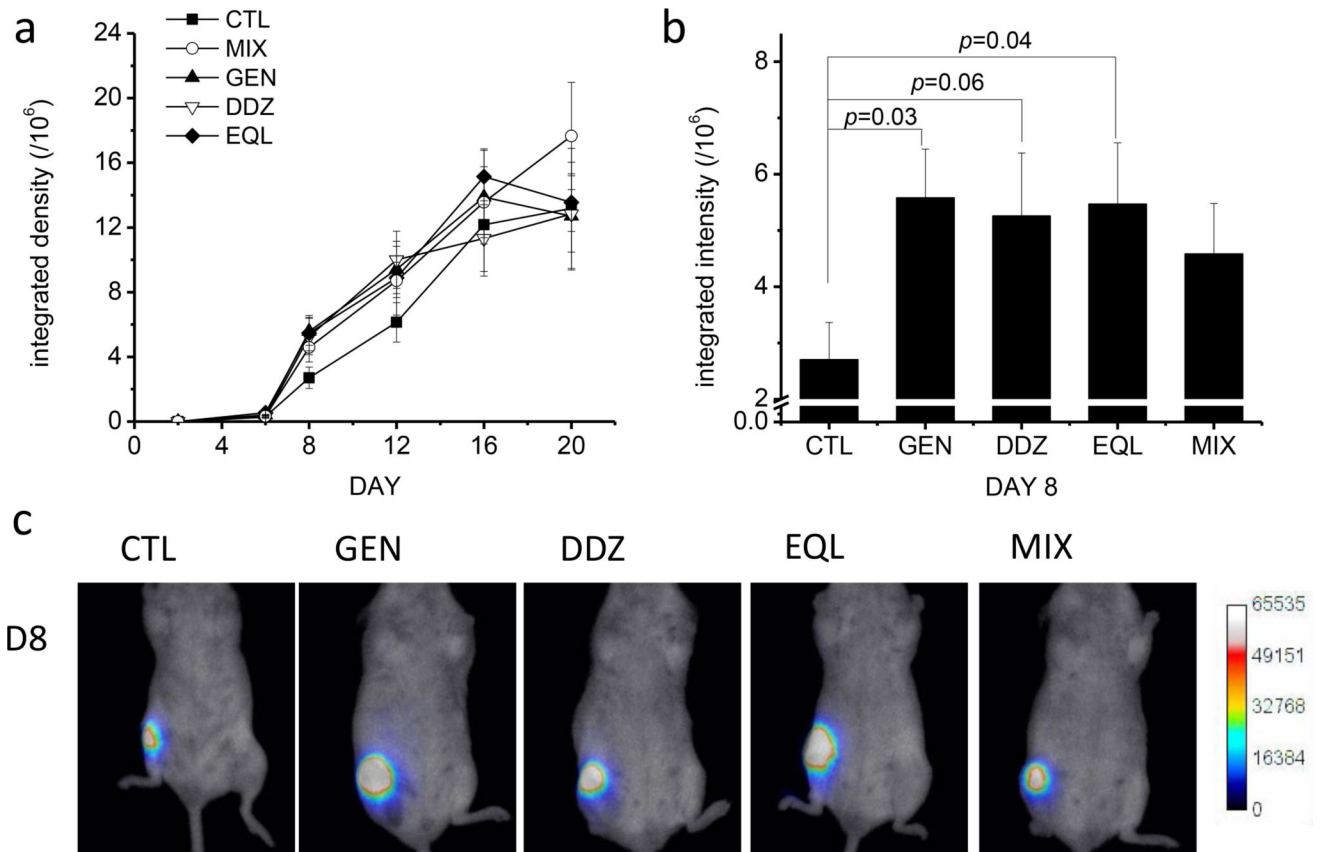 a
CTL
MIX
GEN
DDZ
EQL
integrated density (/10⁶)
24
20
16
12
8
4
0
0 4 8 12 16 20
DAY
b
integrated intensity (/10⁶)
8
6
4
2
0.0
p=0.04
p=0.06
p=0.03
CTL GEN DDZ EQL MIX
DAY 8
c
CTL GEN DDZ EQL MIX
D8
65535
49151
32768
16384
0